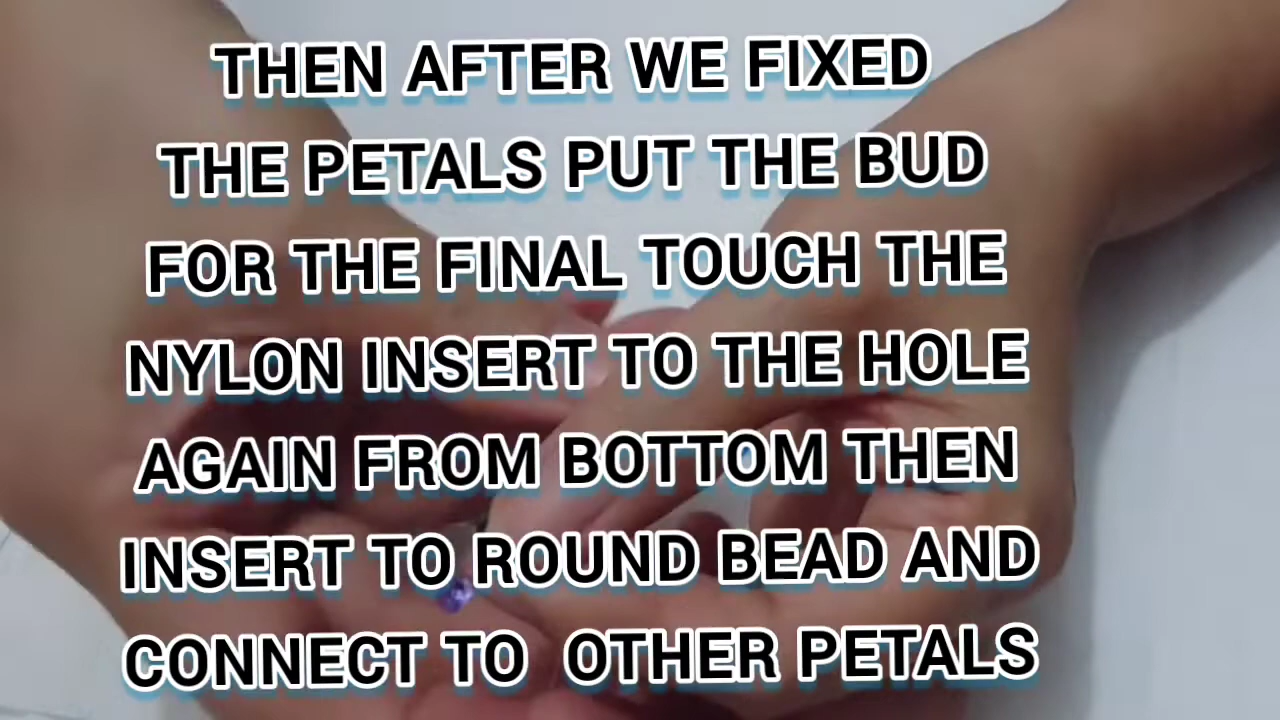 THEN AFTER WE FIXED
THE PETALS PUT THE BUD
FOR THE FINAL TOUCH THE
NYLON INSERT TO THE HOLE
AGAIN FROM BOTTOM THEN
INSERT TO ROUND BEAD AND
CONNECT TO OTHER PETALS